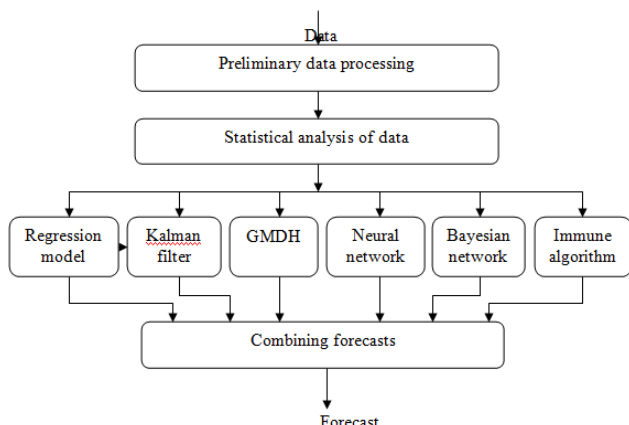 Data
Preliminary data processing
Statistical analysis of data
Regression
model
Kalman
filter
GMDH
Neural
network
Bayesian
network
Immune
algorithm
Combining forecasts
Forecast